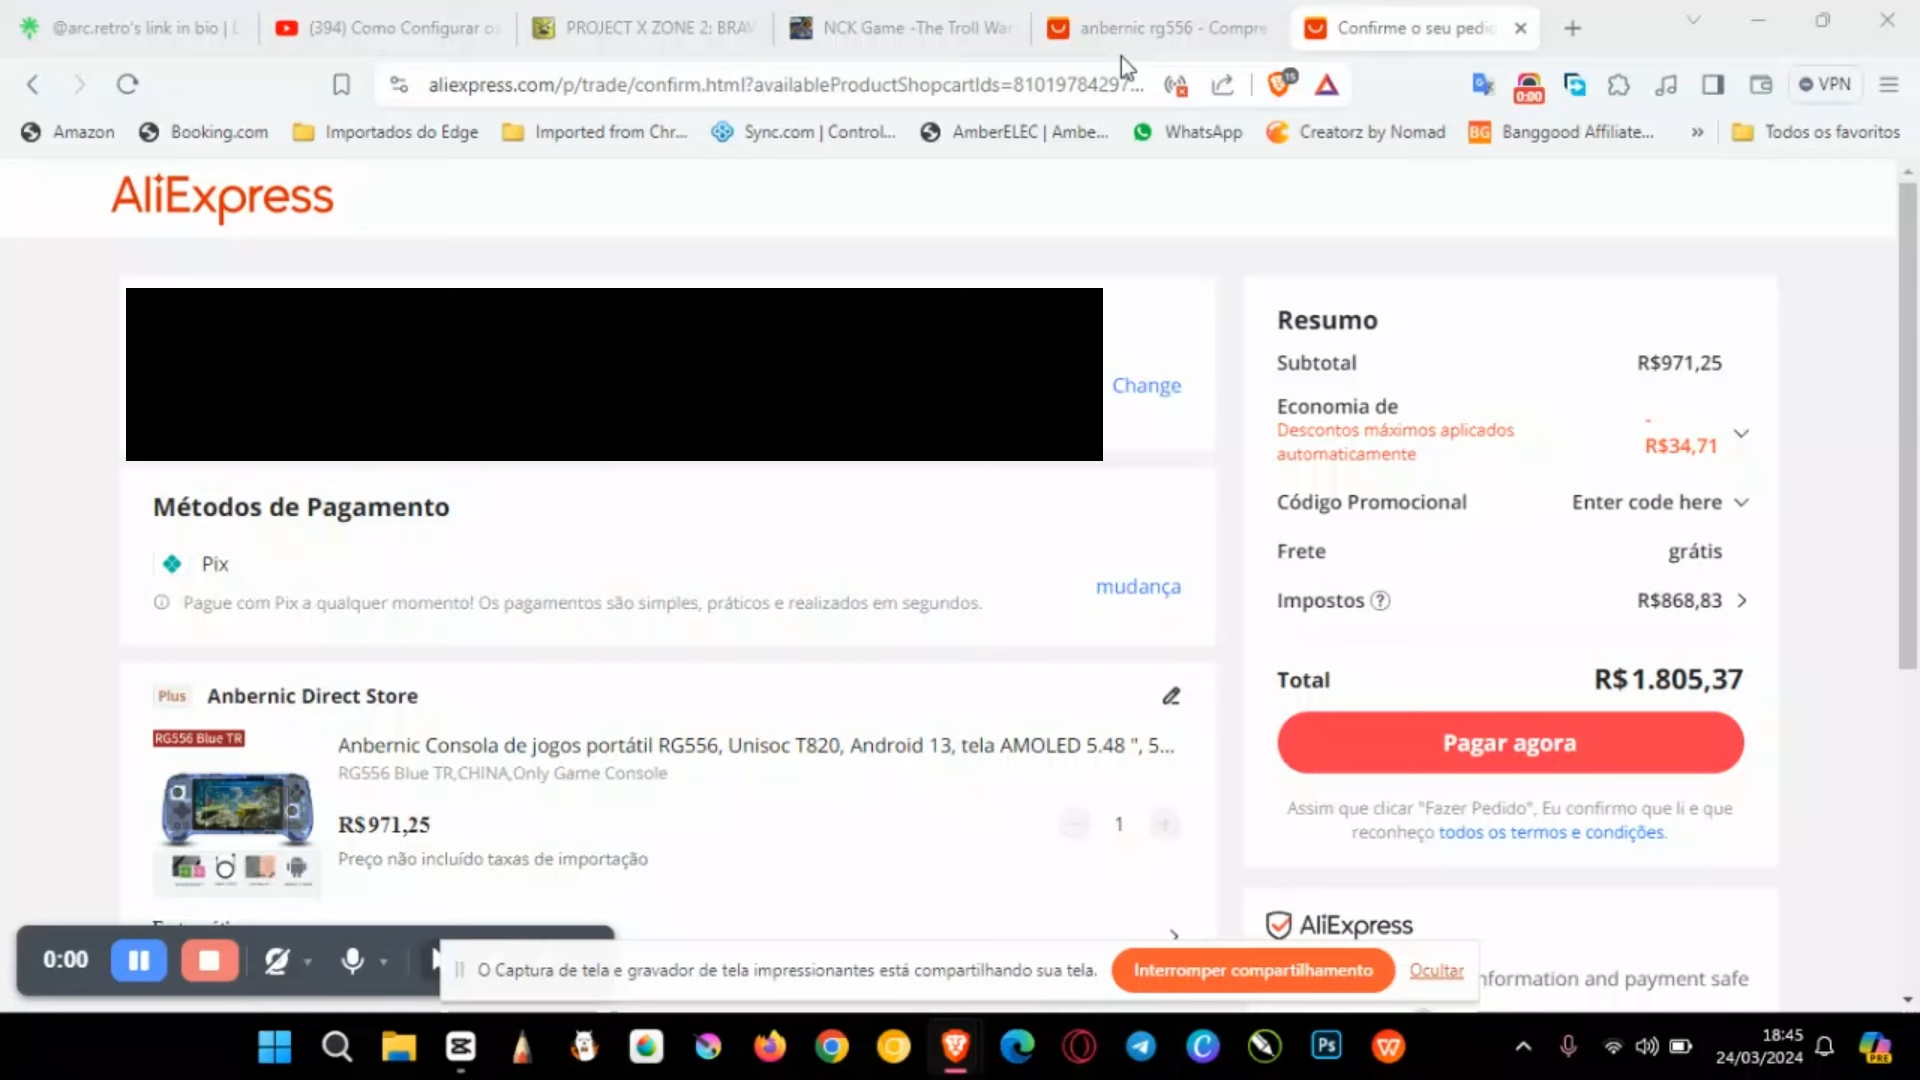 @arc.retro's link in bio |
(394) Como Configurar o
PROJECT X ZONE 2: BRAV
NCK Game -The Troll War
anbernic rg556 - Compre
Confirme o seu pedic
aliexpress.com/p/trade/confirm.html?availableProductShopcartIds=81019784297...
15
0:00
VPN
Amazon
Booking.com
Importados do Edge
Imported from Chr...
Sync.com | Control...
AmberELEC | Ambe...
WhatsApp
Creatorz by Nomad
BG
Banggood Affiliate...
»
Todos os favoritos
AliExpress
Change
Métodos de Pagamento
Pix
Pague com Pix a qualquer momento! Os pagamentos são simples, práticos e realizados em segundos.
mudança
Plus Anbernic Direct Store
RG556 Blue TR
Anbernic Consola de jogos portátil RG556, Unisoc T820, Android 13, tela AMOLED 5.48 ", 5...
RG556 Blue TR,CHINA,Only Game Console
R$971,25
1
Preço não incluído taxas de importação
Resumo
Subtotal R$971,25
Economia de
Descontos máximos aplicados
automaticamente
-
R$34,71
Código Promocional Enter code here
Frete grátis
Impostos ? R$868,83
Total R$1.805,37
Pagar agora
Assim que clicar "Fazer Pedido", Eu confirmo que li e que
reconheço todos os termos e condições.
AliExpress
nformation and payment safe
0:00
O Captura de tela e gravador de tela impressionantes está compartilhando sua tela.
Interromper compartilhamento
Ocultar
Ps
18:45
24/03/2024
PRE